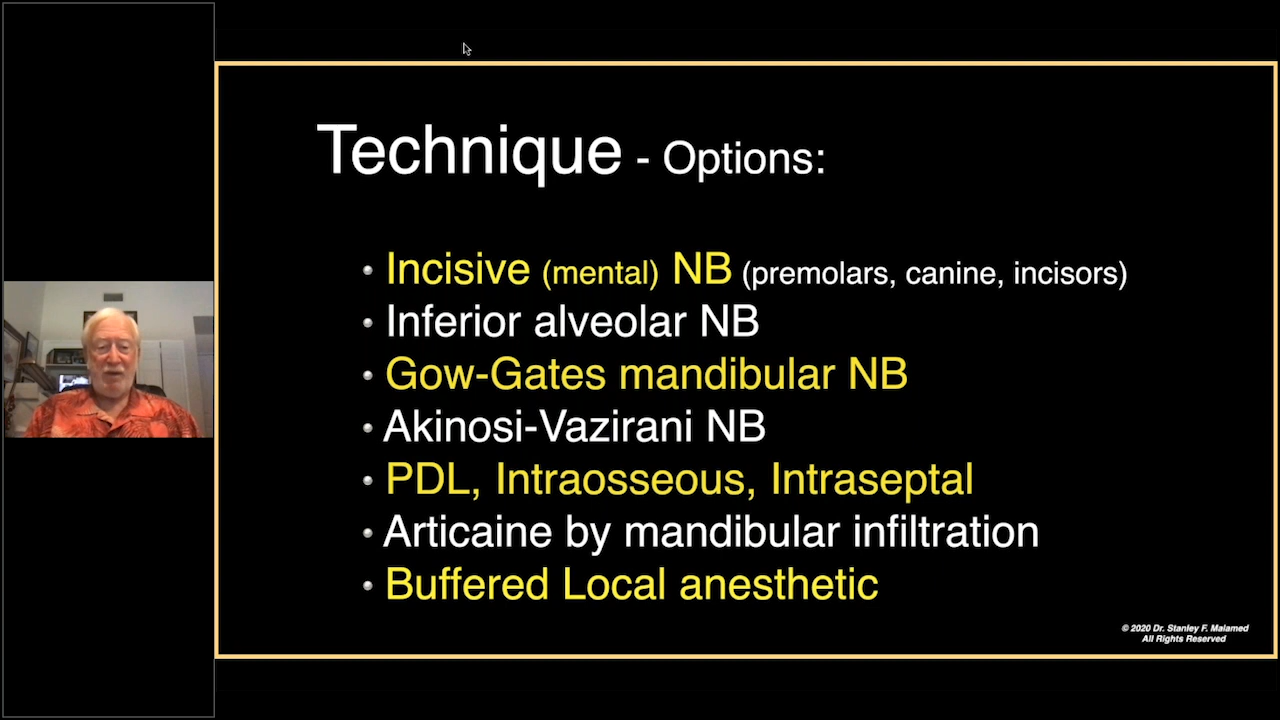 Technique - Options:
• Incisive (mental) NB (premolars, canine, incisors)
• Inferior alveolar NB
• Gow-Gates mandibular NB
• Akinosi-Vazirani NB
• PDL, Intraosseous, Intraseptal
• Articaine by mandibular infiltration
• Buffered Local anesthetic
© 2020 Dr. Stanley F. Malamed
All Rights Reserved